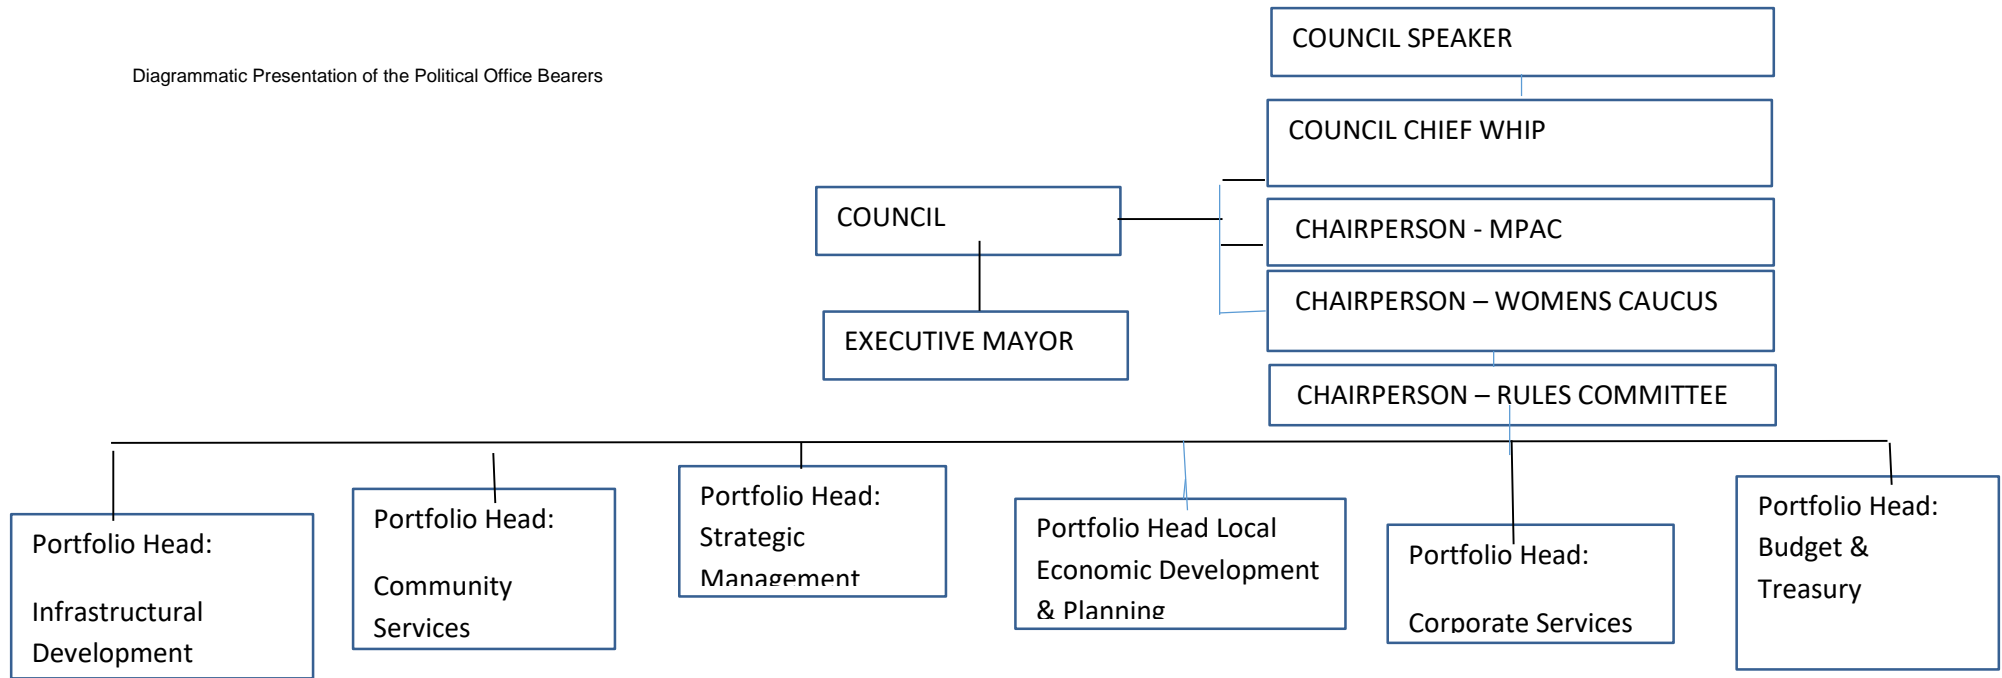 COUNCIL SPEAKER
Diagrammatic Presentation of the Political Office Bearers
COUNCIL CHIEF WHIP
COUNCIL
CHAIRPERSON - MPAC
CHAIRPERSON – WOMENS CAUCUS
EXECUTIVE MAYOR
CHAIRPERSON – RULES COMMITTEE
Portfolio Head:
Infrastructural
Development
Portfolio Head:
Community
Services
Portfolio Head:
Strategic
Management
Portfolio Head Local
Economic Development
& Planning
Portfolio Head:
Corporate Services
Portfolio Head:
Budget &
Treasury